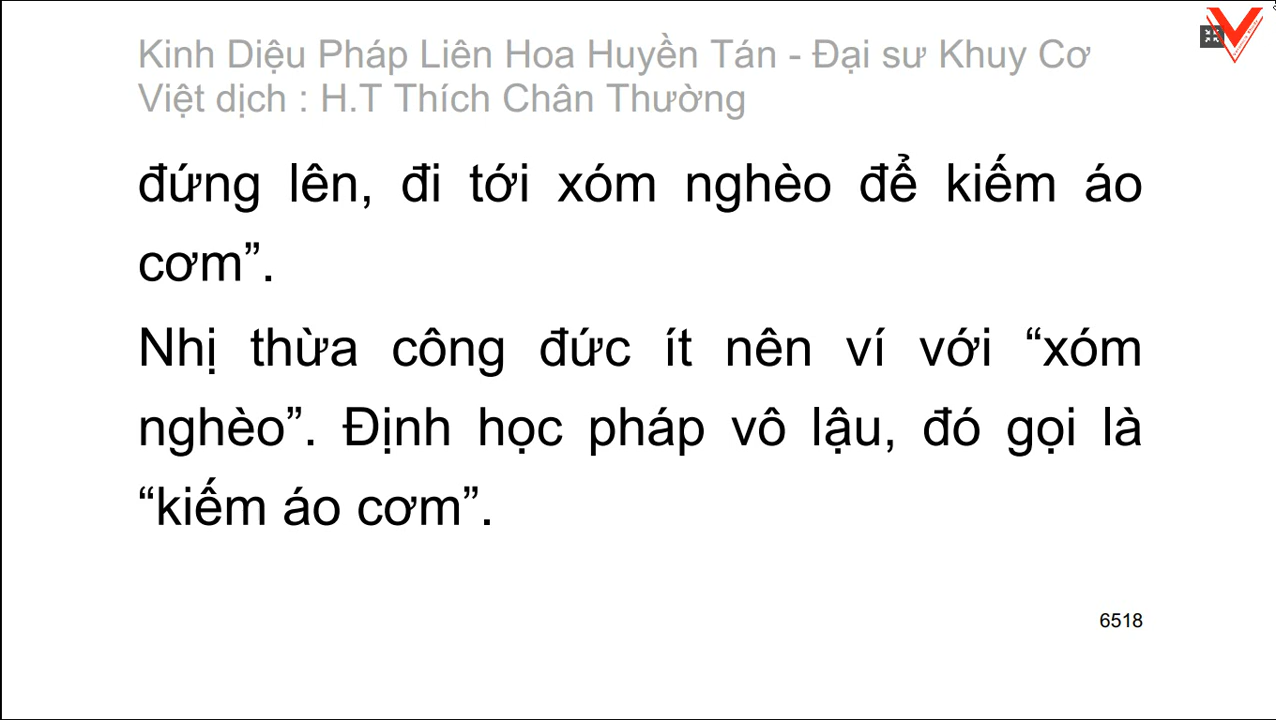 Kinh Diệu Pháp Liên Hoa Huyền Tán - Đại sư Khuy Cơ
Việt dịch : H.T Thích Chân Thường
đứng lên, đi tới xóm nghèo để kiếm áo
cơm”.
Nhị thừa công đức ít nên ví với “xóm
nghèo”. Định học pháp vô lậu, đó gọi là
“kiếm áo cơm”.
6518